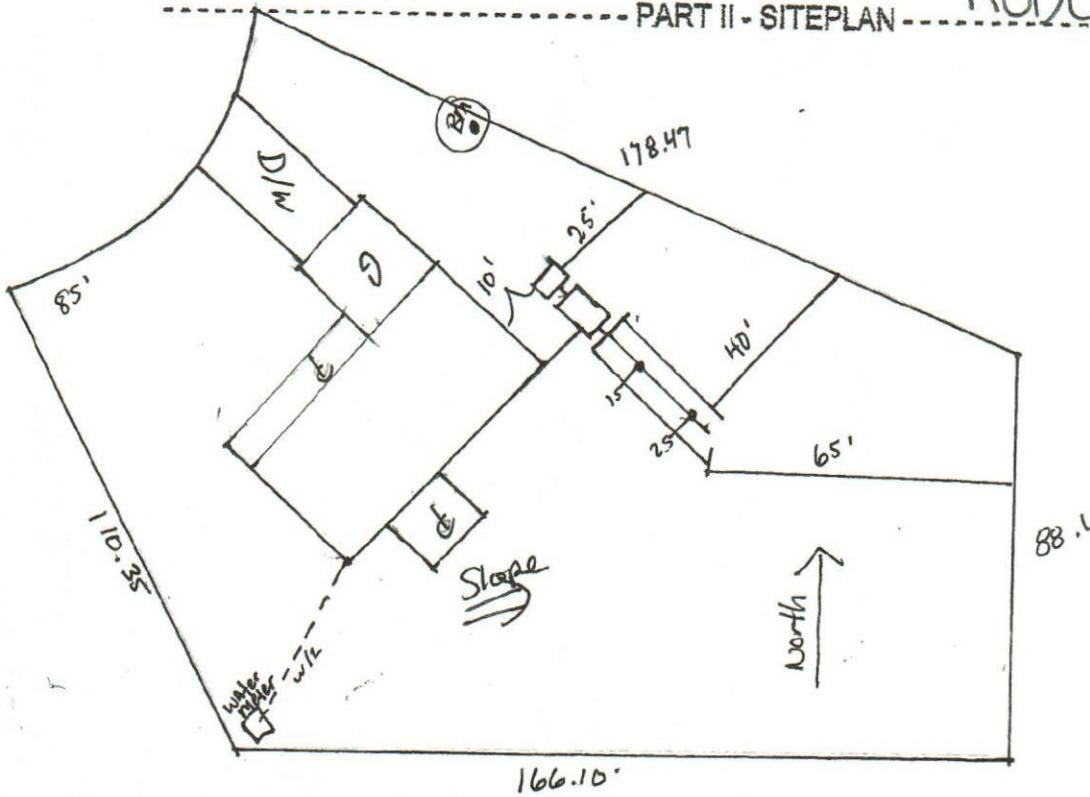 PART II - SITEPLAN
BM
178.47
D/W
25'
G
10'
85'
40'
15
25
65'
110.35
88.
Slope
North
w/L
water
meter
166.10'